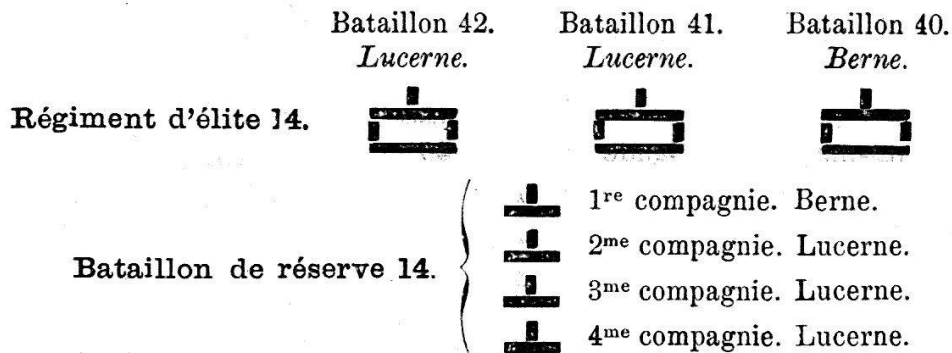 Bataillon 42. Bataillon 41. Bataillon 40.
Lucerne. Lucerne. Berne.
Régiment d'élite 14.
1re compagnie. Berne.
2me compagnie. Lucerne.
Bataillon de réserve 14.
3me compagnie. Lucerne.
4me compagnie. Lucerne.